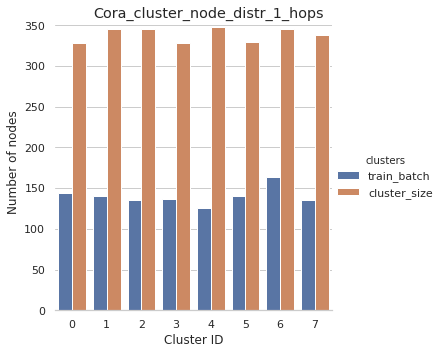 Cora_cluster_node_distr_1_hops
350
300
250
200
150
100
50
0
Number of nodes
0 1 2 3 4 5 6 7
Cluster ID
clusters
train_batch
cluster_size